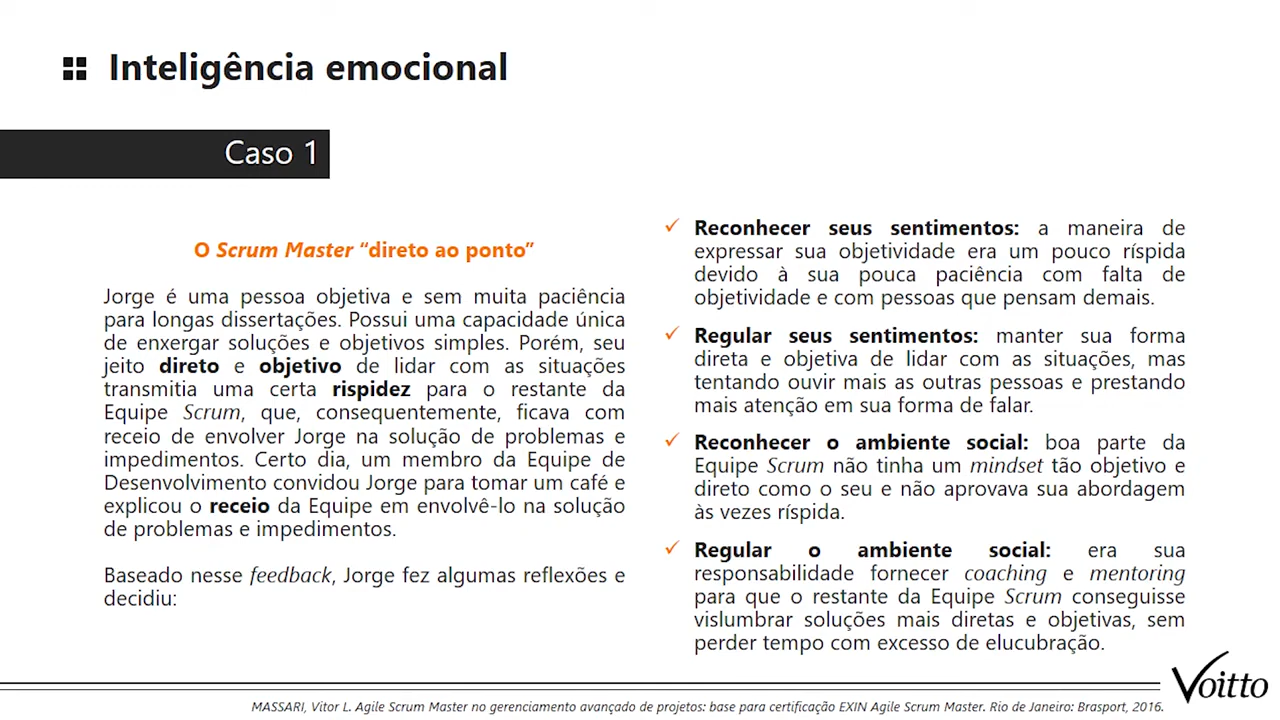 Inteligência emocional
Caso 1
O Scrum Master “direto ao ponto”
Jorge é uma pessoa objetiva e sem muita paciência
para longas dissertações. Possui uma capacidade única
de enxergar soluções e objetivos simples. Porém, seu
jeito direto e objetivo de lidar com as situações
transmitia uma certa rispidez para o restante da
Equipe Scrum, que, consequentemente, ficava com
receio de envolver Jorge na solução de problemas e
impedimentos. Certo dia, um membro da Equipe de
Desenvolvimento convidou Jorge para tomar um café e
explicou o receio da Equipe em envolvê-lo na solução
de problemas e impedimentos.
Baseado nesse feedback, Jorge fez algumas reflexões e
decidiu:
Reconhecer seus sentimentos: a maneira de
expressar sua objetividade era um pouco ríspida
devido à sua pouca paciência com falta de
objetividade e com pessoas que pensam demais.
Regular seus sentimentos: manter sua forma
direta e objetiva de lidar com as situações, mas
tentando ouvir mais as outras pessoas e prestando
mais atenção em sua forma de falar.
Reconhecer o ambiente social: boa parte da
Equipe Scrum não tinha um mindset tão objetivo e
direto como o seu e não aprovava sua abordagem
às vezes ríspida.
Regular o ambiente social: era sua
responsabilidade fornecer coaching e mentoring
para que o restante da Equipe Scrum conseguisse
vislumbrar soluções mais diretas e objetivas, sem
perder tempo com excesso de elucubração.
Voitto
MASSARI, Vitor L. Agile Scrum Master no gerenciamento avançado de projetos: base para certificação EXIN Agile Scrum Master. Rio de Janeiro: Brasport, 2016.